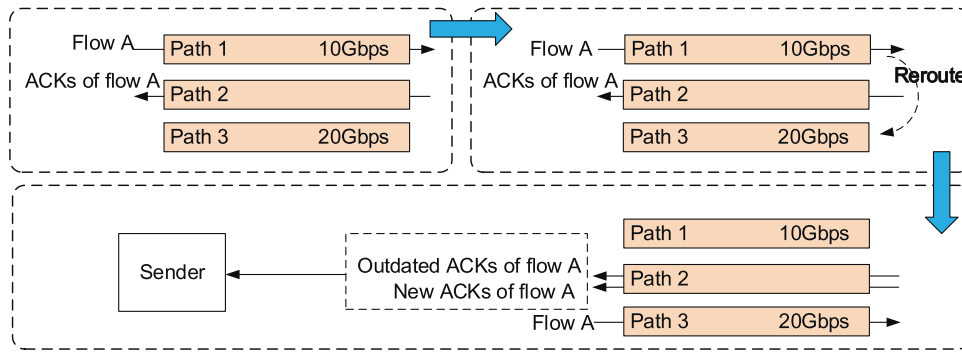 Flow A
Path 1 10Gbps
ACKs of flow A
Path 2
Path 3 20Gbps
Flow A
Path 1 10Gbps
ACKs of flow A
Path 2
Reroute
Path 3 20Gbps
Sender
Outdated ACKs of flow A
New ACKs of flow A
Path 1 10Gbps
Path 2
Flow A
Path 3 20Gbps